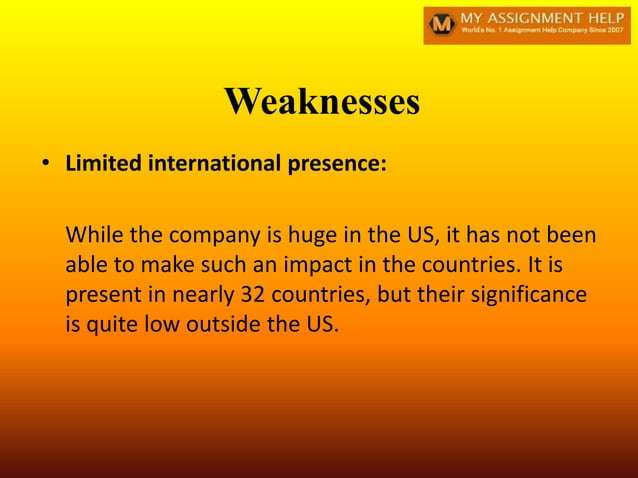 MY ASSIGNMENT HELP
World's No. 1 Assignment Help Company Since 2007
Weaknesses
• Limited international presence:
While the company is huge in the US, it has not been
able to make such an impact in the countries. It is
present in nearly 32 countries, but their significance
is quite low outside the US.